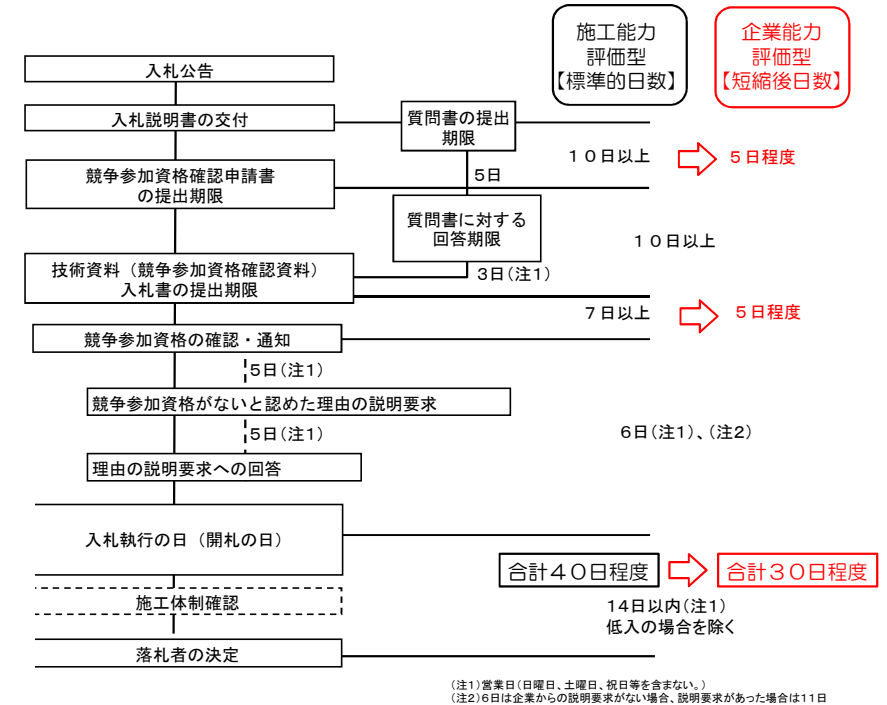 施工能力
評価型
【標準的日数】
企業能力
評価型
【短縮後日数】
入札公告
入札説明書の交付
質問書の提出
期限
１０日以上
５日程度
競争参加資格確認申請書
の提出期限
５日
質問書に対する
回答期限
１０日以上
技術資料（競争参加資格確認資料）
入札書の提出期限
３日（注１）
７日以上
５日程度
競争参加資格の確認・通知
５日（注１）
競争参加資格がないと認めた理由の説明要求
５日（注１）
６日（注１）、（注２）
理由の説明要求への回答
入札執行の日（開札の日）
合計４０日程度
合計３０日程度
施工体制確認
14日以内（注１）
低入の場合を除く
落札者の決定
（注１）営業日（日曜日、土曜日、祝日等を含まない。）
（注２）６日は企業からの説明要求がない場合、説明要求があった場合は11日